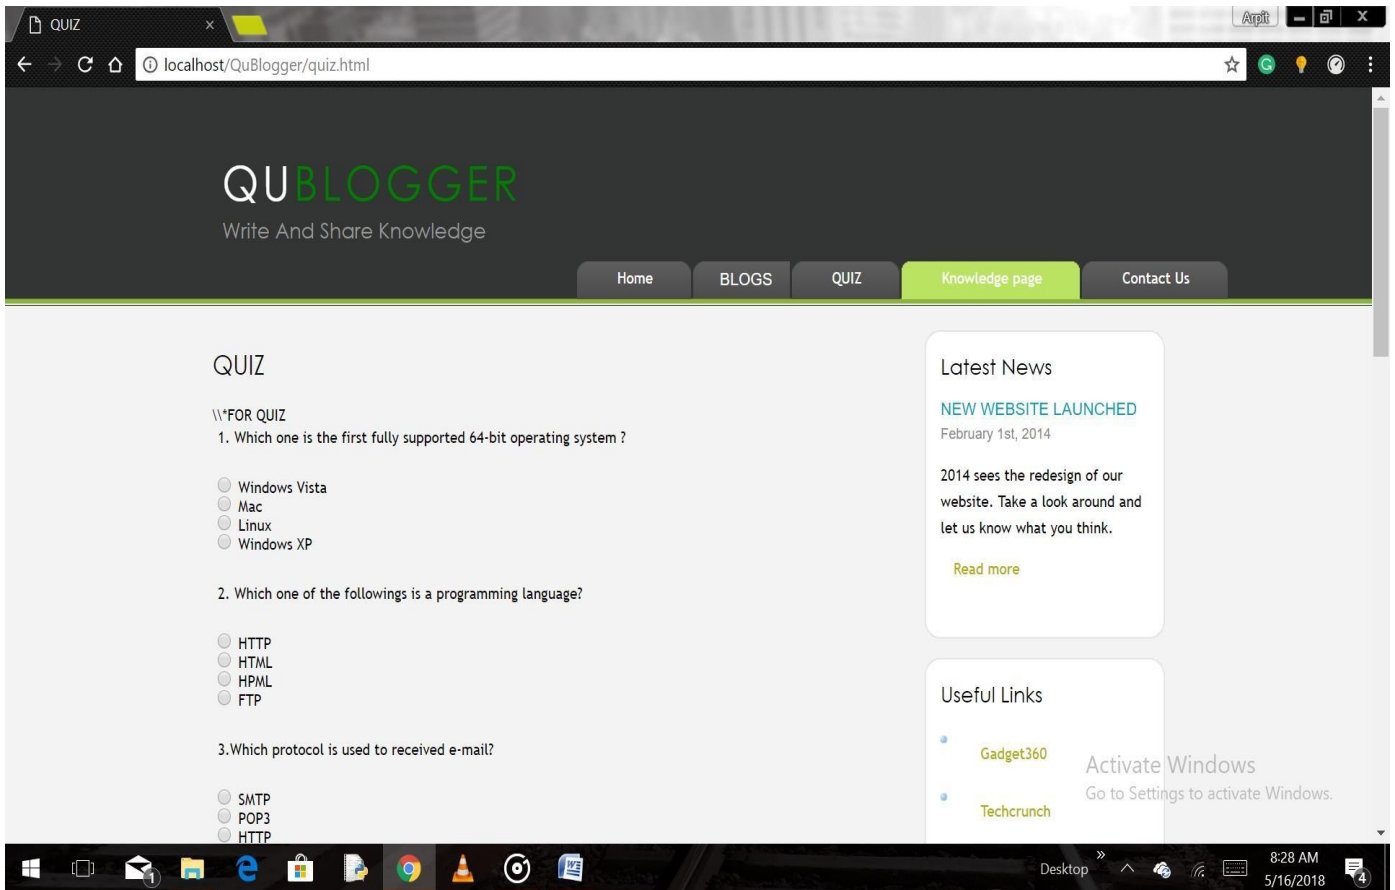 QUIZ
Arpit
localhost/QuBlogger/quiz.html
QUBLOGGER
Write And Share Knowledge
Home BLOGS QUIZ Knowledge page Contact Us
QUIZ
\\*FOR QUIZ
1. Which one is the first fully supported 64-bit operating system ?
Windows Vista
Mac
Linux
Windows XP
2. Which one of the followings is a programming language?
HTTP
HTML
HPML
FTP
3.Which protocol is used to received e-mail?
SMTP
POP3
HTTP
Latest News
NEW WEBSITE LAUNCHED
February 1st, 2014
2014 sees the redesign of our
website. Take a look around and
let us know what you think.
Read more
Useful Links
Gadget360
Techcrunch
Activate Windows
Go to Settings to activate Windows.
Desktop
8:28 AM
5/16/2018